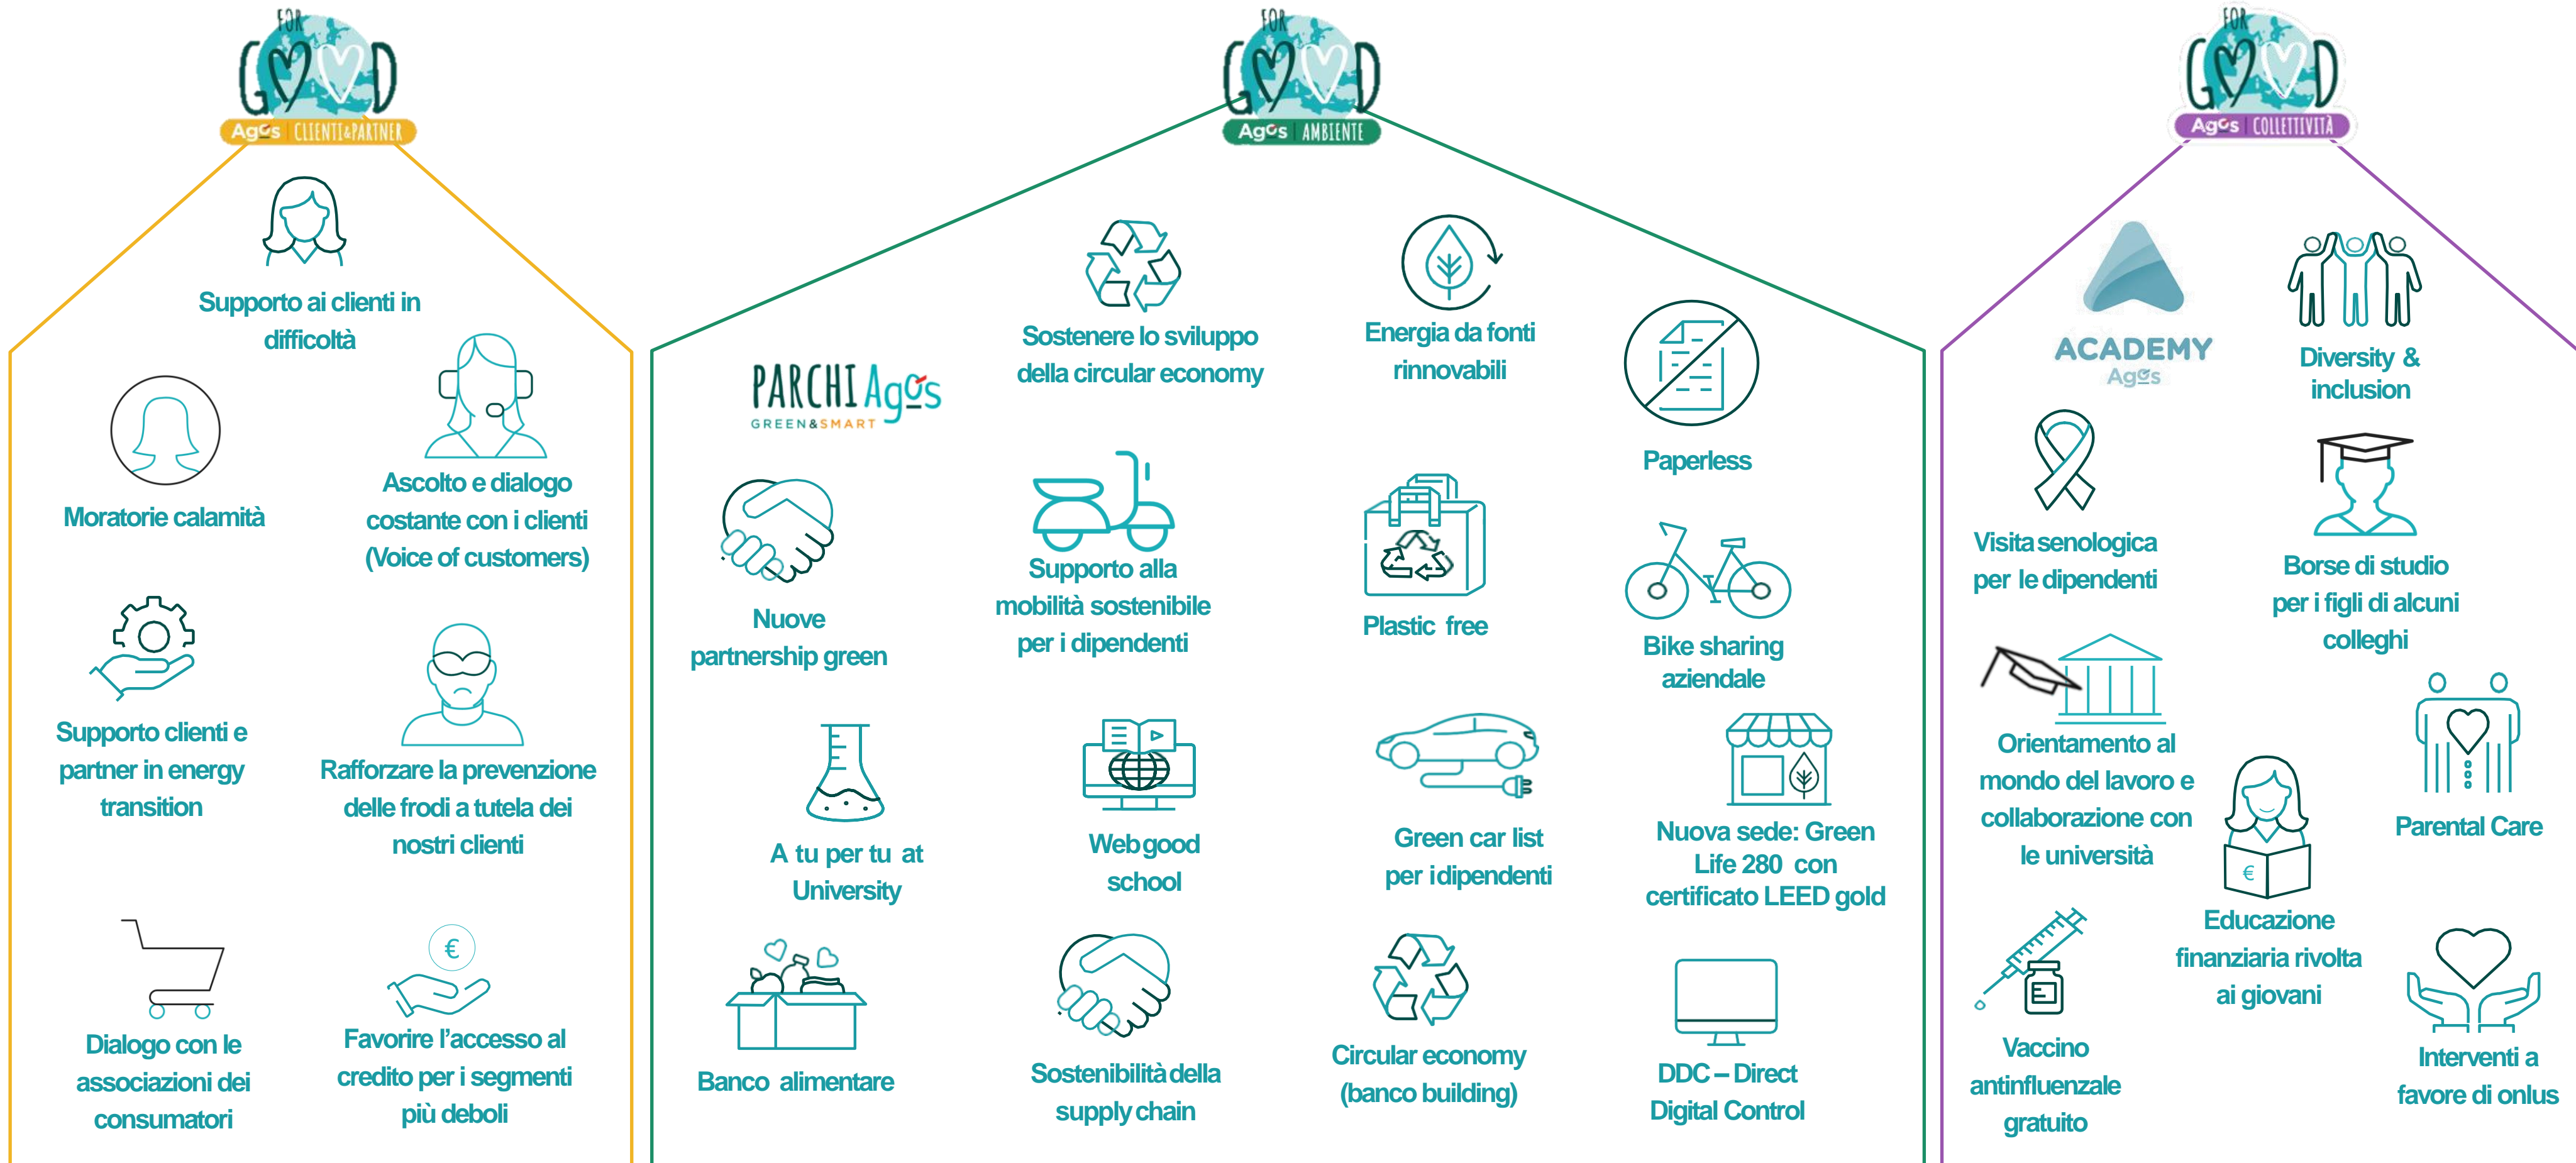 FOR
GOOD
Agos | CLIENTI&PARTNER
Supporto ai clienti in
difficoltà
Moratorie calamità
Ascolto e dialogo
costante con i clienti
(Voice of customers)
Supporto clienti e
partner in energy
transition
Rafforzare la prevenzione
delle frodi a tutela dei
nostri clienti
Dialogo con le
associazioni dei
consumatori
€
Favorire l’accesso al
credito per i segmenti
più deboli
FOR
GOOD
Agos | AMBIENTE
PARCHI Agos
GREEN&SMART
Sostenere lo sviluppo
della circular economy
Energia da fonti
rinnovabili
Paperless
Nuove
partnership green
Supporto alla
mobilità sostenibile
per i dipendenti
Plastic free
Bike sharing
aziendale
A tu per tu at
University
Web good
school
Green car list
per i dipendenti
Nuova sede: Green
Life 280 con
certificato LEED gold
Banco alimentare
Sostenibilità della
supply chain
Circular economy
(banco building)
DDC – Direct
Digital Control
FOR
GOOD
Agos | COLLETTIVITÀ
ACADEMY
Agos
Diversity &
inclusion
Visita senologica
per le dipendenti
Borse di studio
per i figli di alcuni
colleghi
Orientamento al
mondo del lavoro e
collaborazione con
le università
Parental Care
€
Educazione
finanziaria rivolta
ai giovani
Vaccino
antinfluenzale
gratuito
Interventi a
favore di onlus